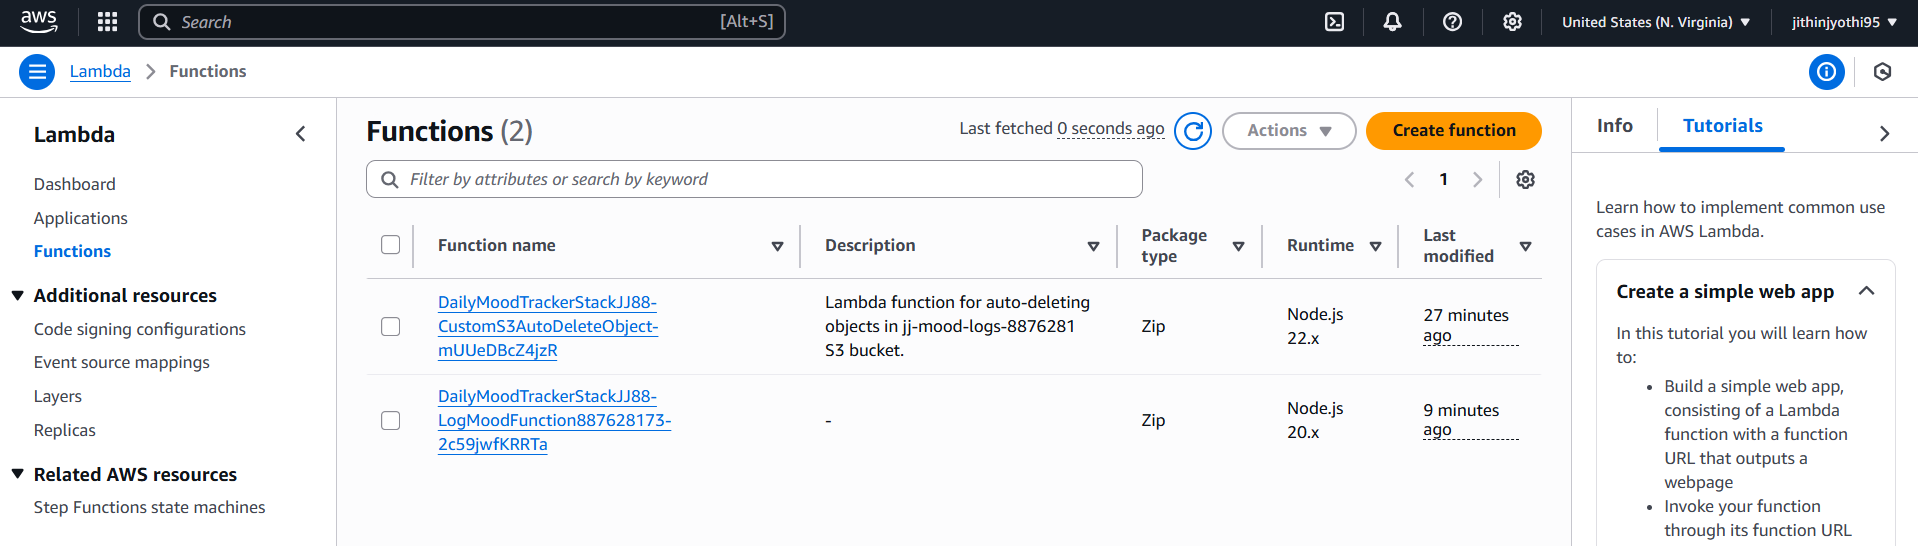 aws
Search
[Alt+S]
United States (N. Virginia)
jithinjyothi95
Lambda
Functions
Lambda
Dashboard
Applications
Functions
Additional resources
Code signing configurations
Event source mappings
Layers
Replicas
Related AWS resources
Step Functions state machines
Functions (2)
Last fetched 0 seconds ago
Actions
Create function
Filter by attributes or search by keyword
1
Function name
Description
Package
type
Runtime
Last
modified
DailyMoodTrackerStackJJ88-
CustomS3AutoDeleteObject-
mUUeDBcZ4jzR
Lambda function for auto-deleting
objects in jj-mood-logs-8876281
S3 bucket.
Zip
Node.js
22.x
27 minutes
ago
DailyMoodTrackerStackJJ88-
LogMoodFunction887628173-
2c59jwfKRRTa
-
Zip
Node.js
20.x
9 minutes
ago
Info
Tutorials
Learn how to implement common use
cases in AWS Lambda.
Create a simple web app
In this tutorial you will learn how
to:
• Build a simple web app,
consisting of a Lambda
function with a function
URL that outputs a
webpage
• Invoke your function
through its function URL